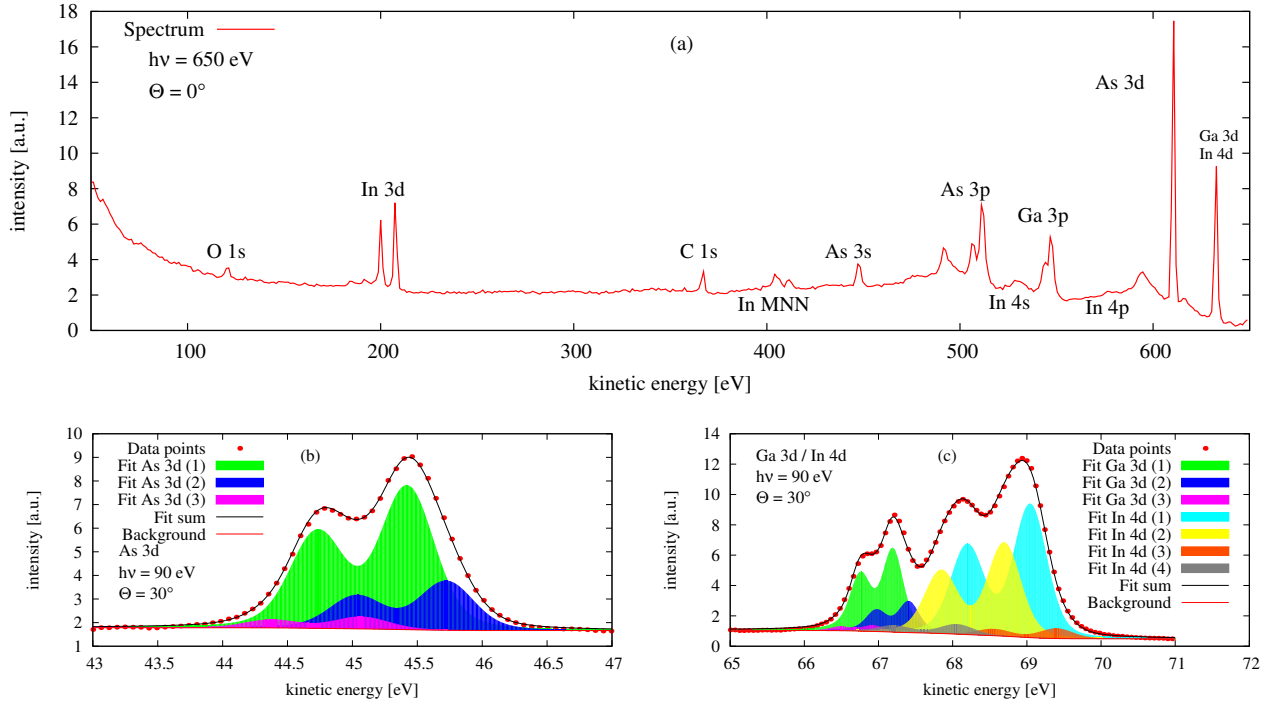 18
16
14
12
10
8
6
4
2
0
intensity [a.u.]
Spectrum
hν = 650 eV
Θ = 0°
(a)
O 1s
In 3d
C 1s
In MNN
As 3s
As 3p
In 4s
Ga 3p
In 4p
As 3d
Ga 3d
In 4d
100 200 300 400 500 600
kinetic energy [eV]
10
9
8
7
6
5
4
3
2
1
intensity [a.u.]
Data points
Fit As 3d (1)
Fit As 3d (2)
Fit As 3d (3)
Fit sum
Background
As 3d
hν = 90 eV
Θ = 30°
(b)
43 43.5 44 44.5 45 45.5 46 46.5 47
kinetic energy [eV]
14
12
10
8
6
4
2
0
intensity [a.u.]
Ga 3d / In 4d
hν = 90 eV
Θ = 30°
(c)
Data points
Fit Ga 3d (1)
Fit Ga 3d (2)
Fit Ga 3d (3)
Fit In 4d (1)
Fit In 4d (2)
Fit In 4d (3)
Fit In 4d (4)
Fit sum
Background
65 66 67 68 69 70 71 72
kinetic energy [eV]